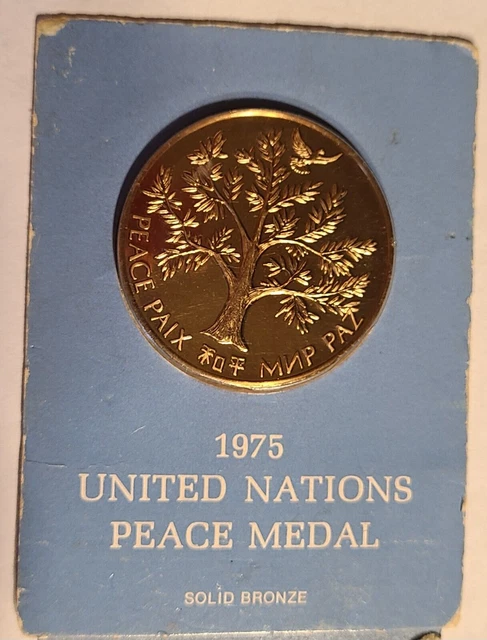 PEACE PAIX 和平 МИР PAZ
1975
UNITED NATIONS
PEACE MEDAL
SOLID BRONZE